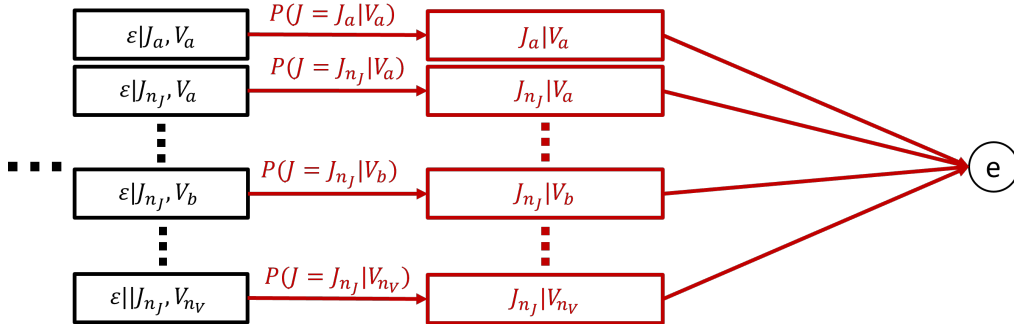 P(J = J_a|V_a)
ε|J_a, V_a
J_a|V_a
P(J = J_{n_J}|V_a)
ε|J_{n_J}, V_a
J_{n_J}|V_a
P(J = J_{n_J}|V_b)
ε|J_{n_J}, V_b
J_{n_J}|V_b
e
P(J = J_{n_J}|V_{n_V})
ε||J_{n_J}, V_{n_V}
J_{n_J}|V_{n_V}